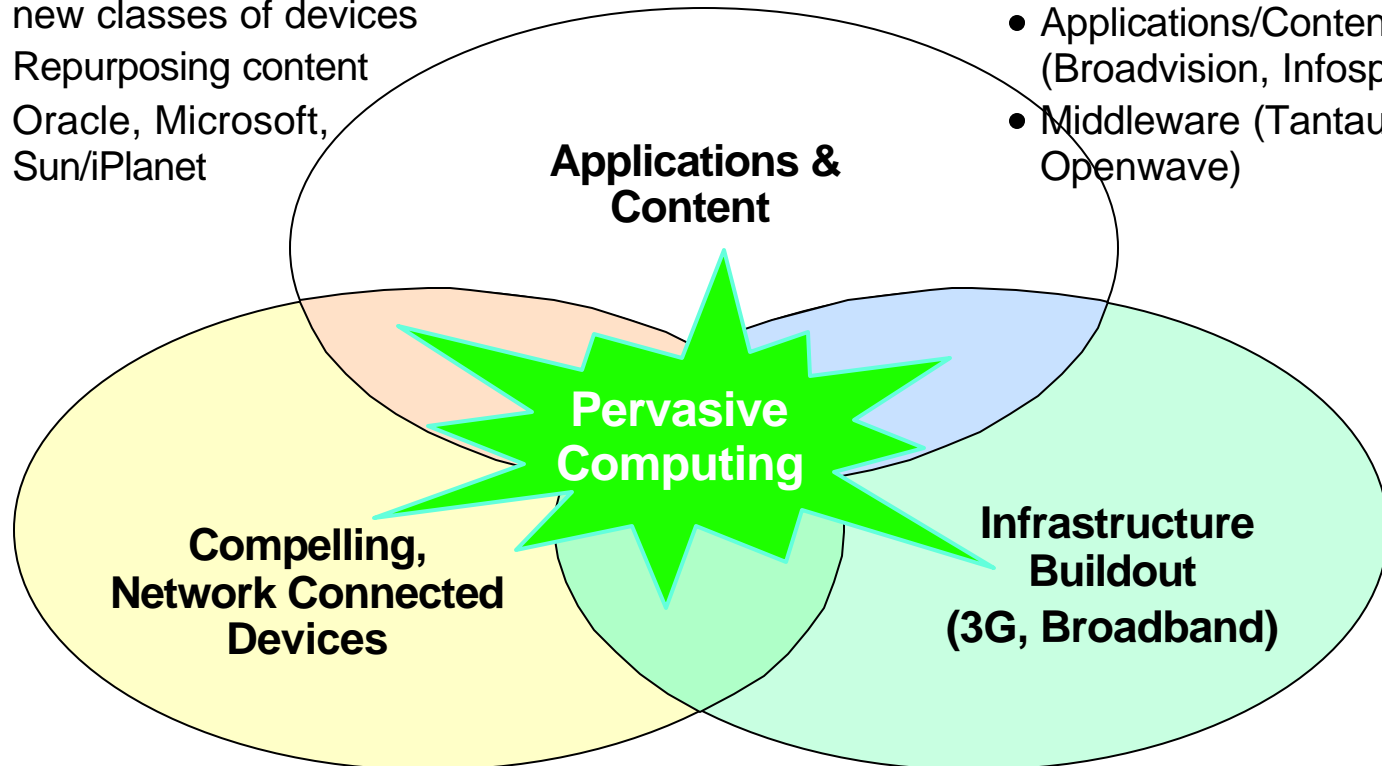 new classes of devices
Repurposing content
Oracle, Microsoft,
Sun/iPlanet
• Applications/Conten
(Broadvision, Infosp
• Middleware (Tantau
Openwave)
Applications &
Content
Pervasive
Computing
Compelling,
Network Connected
Devices
Infrastructure
Buildout
(3G, Broadband)